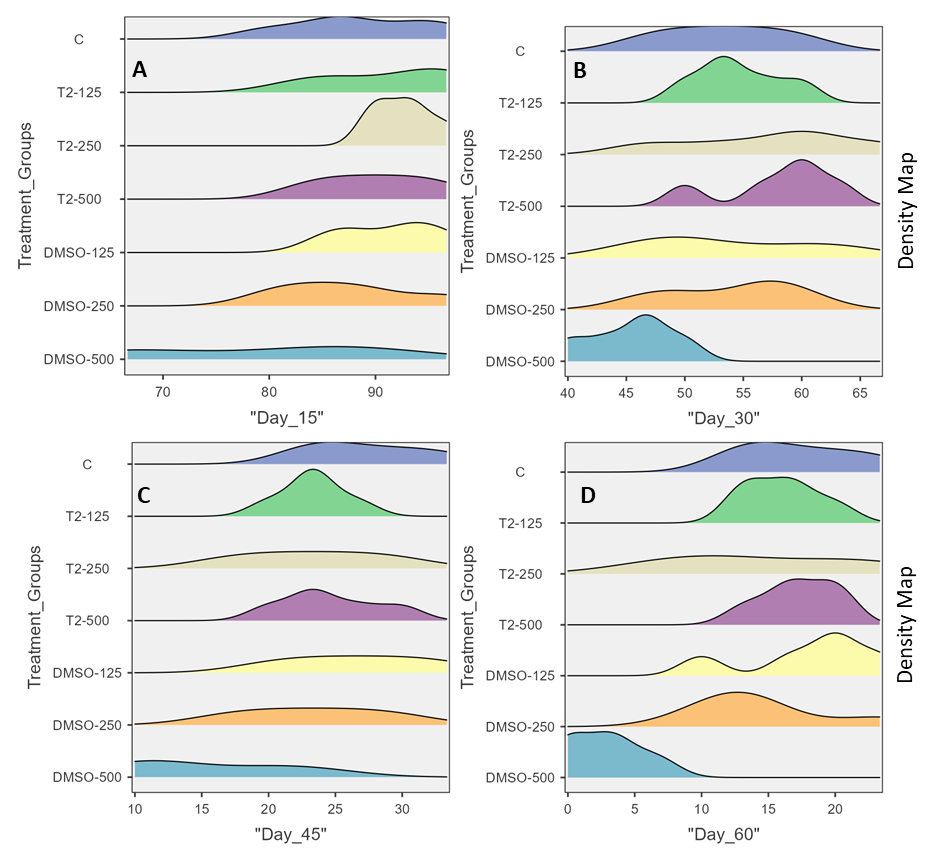 A
Treatment_Groups
C
T2-125
T2-250
T2-500
DMSO-125
DMSO-250
DMSO-500
70 80 90
"Day_15"
B
Treatment_Groups
C
T2-125
T2-250
T2-500
DMSO-125
DMSO-250
DMSO-500
40 45 50 55 60 65
"Day_30"
Density Map
C
Treatment_Groups
C
T2-125
T2-250
T2-500
DMSO-125
DMSO-250
DMSO-500
10 15 20 25 30
"Day_45"
D
Treatment_Groups
C
T2-125
T2-250
T2-500
DMSO-125
DMSO-250
DMSO-500
0 5 10 15 20
"Day_60"
Density Map